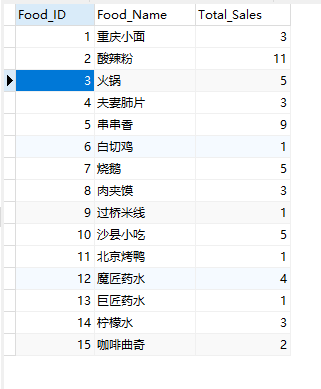 Food_ID Food_Name Total_Sales
1 重庆小面 3
2 酸辣粉 11
3 火锅 5
4 夫妻肺片 3
5 串串香 9
6 白切鸡 1
7 烧鹅 5
8 肉夹馍 3
9 过桥米线 1
10 沙县小吃 5
11 北京烤鸭 1
12 魔匠药水 4
13 巨匠药水 1
14 柠檬水 3
15 咖啡曲奇 2